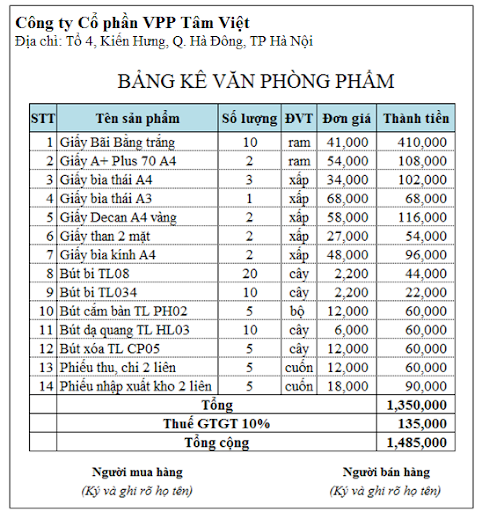 Công ty Cổ phần VPP Tâm Việt
Địa chỉ: Tổ 4, Kiến Hưng, Q. Hà Đông, TP Hà Nội
BẢNG KÊ VĂN PHÒNG PHẨM
STT Tên sản phẩm Số lượng ĐVT Đơn giá Thành tiền
1 Giấy Bãi Bằng trắng 10 ram 41,000 410,000
2 Giấy A+ Plus 70 A4 2 ram 54,000 108,000
3 Giấy bìa thái A4 3 xấp 34,000 102,000
4 Giấy bìa thái A3 1 xấp 68,000 68,000
5 Giấy Decan A4 vàng 2 xấp 58,000 116,000
6 Giấy than 2 mặt 2 xấp 27,000 54,000
7 Giấy bìa kính A4 2 xấp 48,000 96,000
8 Bút bi TL08 20 cây 2,200 44,000
9 Bút bi TL034 10 cây 2,200 22,000
10 Bút cắm bàn TL PH02 5 bộ 12,000 60,000
11 Bút dạ quang TL HL03 10 cây 6,000 60,000
12 Bút xóa TL CP05 5 cây 12,000 60,000
13 Phiếu thu, chi 2 liên 5 cuốn 12,000 60,000
14 Phiếu nhập xuất kho 2 liên 5 cuốn 18,000 90,000
Tổng 1,350,000
Thuế GTGT 10% 135,000
Tổng cộng 1,485,000
Người mua hàng Người bán hàng
(Ký và ghi rõ họ tên) (Ký và ghi rõ họ tên)